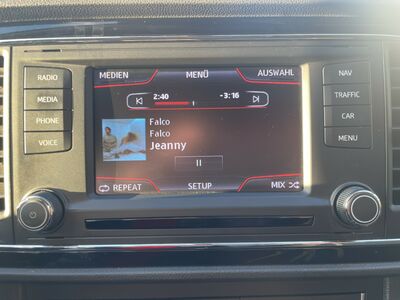 RADIO
MEDIA
PHONE
VOICE
MEDIEN MENÜ AUSWAHL
2:40 -3:16
Falco
Falco
Jeanny
REPEAT SETUP MIX
NAV
TRAFFIC
CAR
MENU